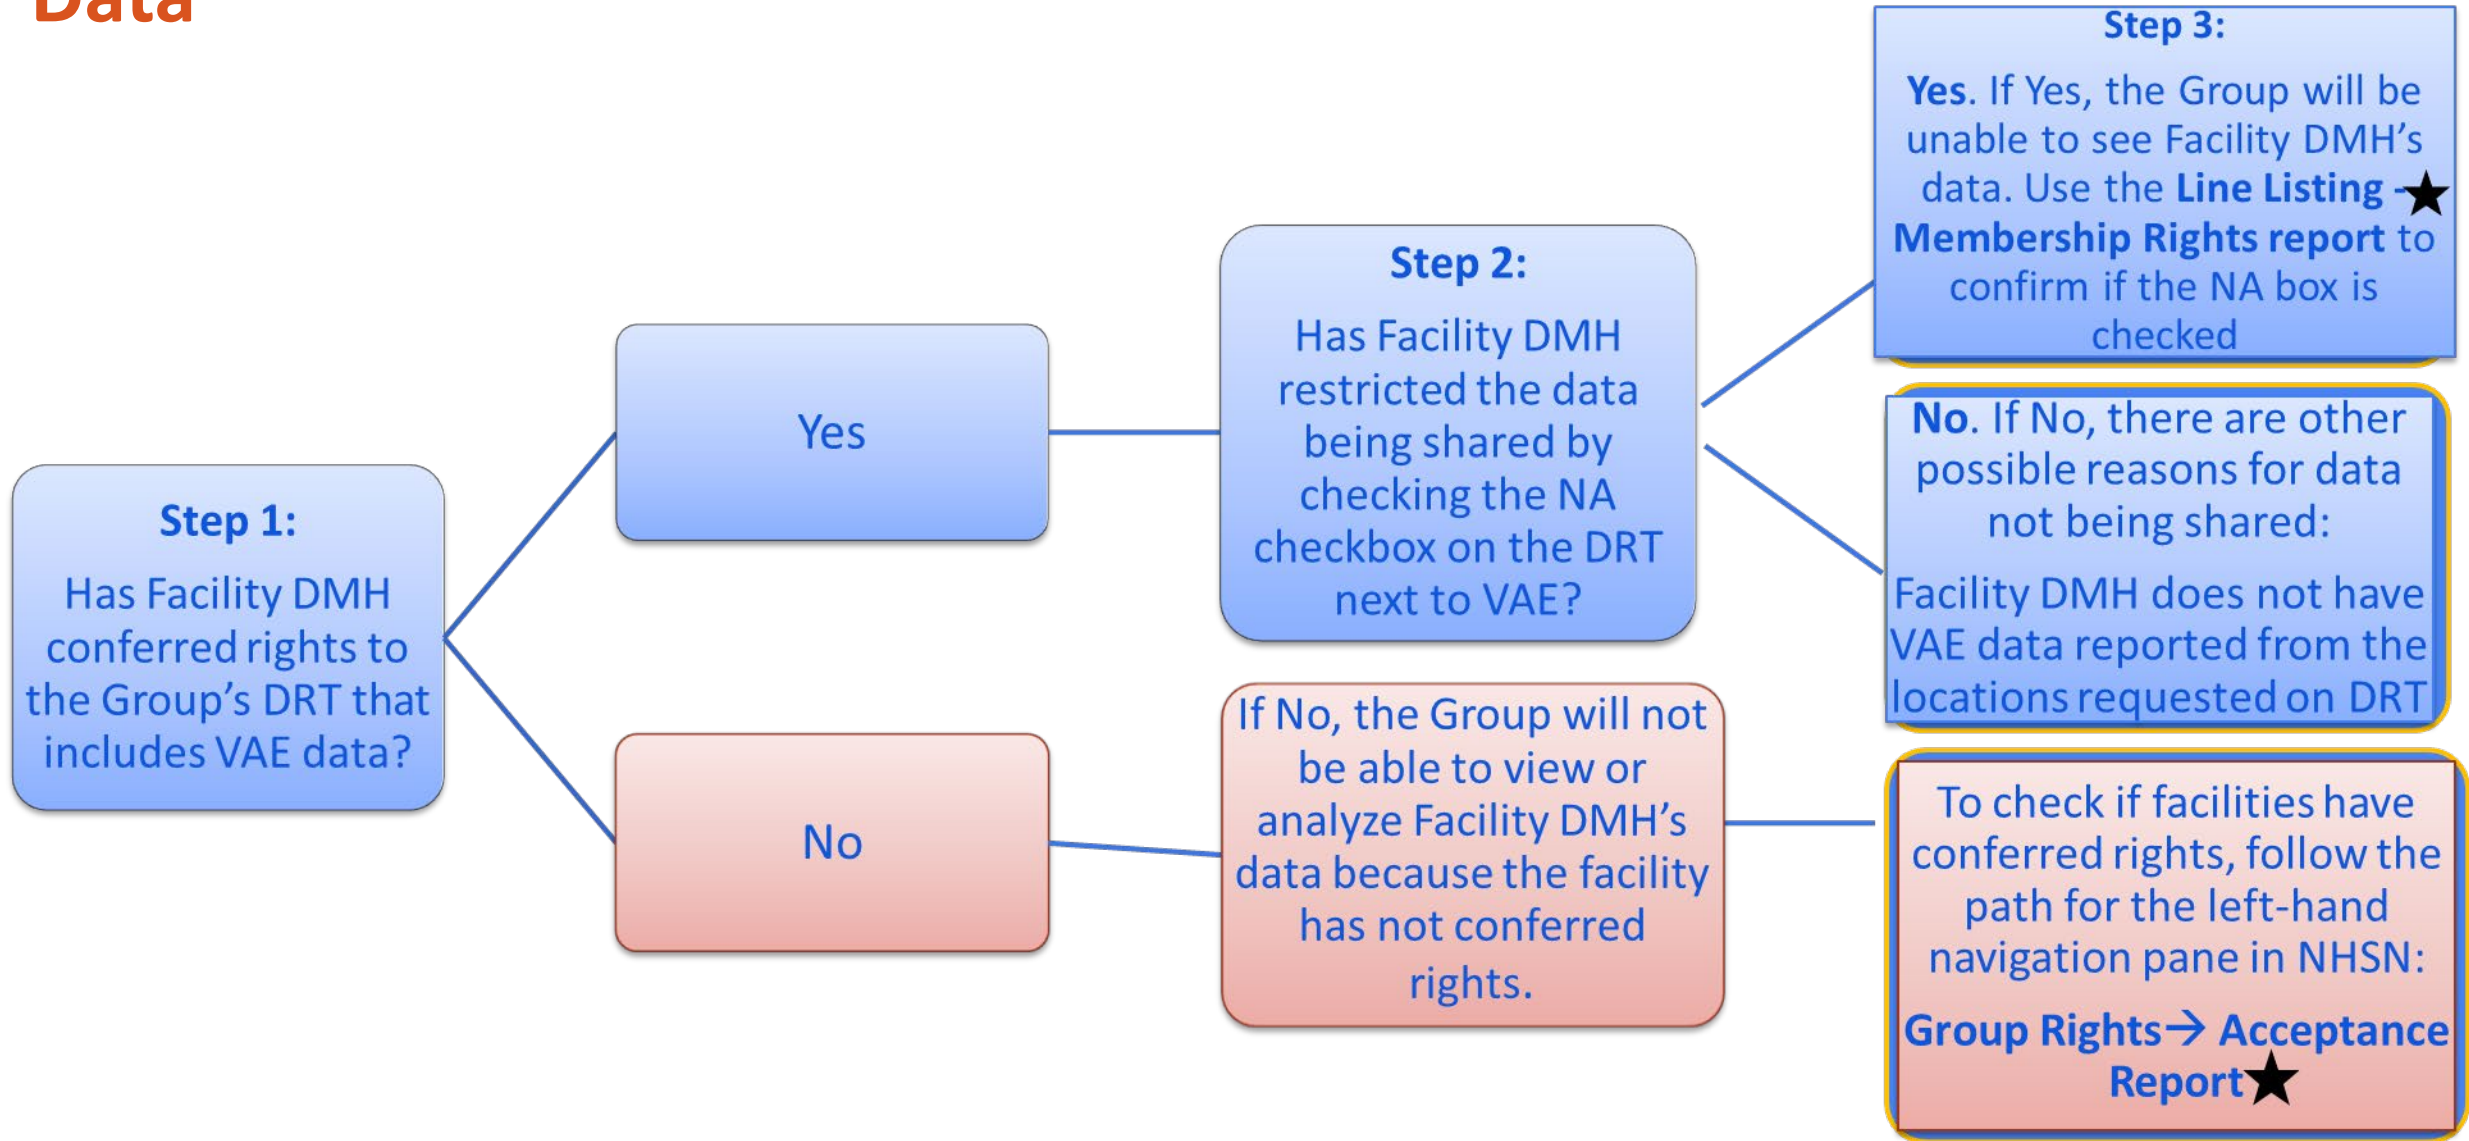 Data
Step 1:
Has Facility DMH
conferred rights to
the Group's DRT that
includes VAE data?
Yes
No
Step 2:
Has Facility DMH
restricted the data
being shared by
checking the NA
checkbox on the DRT
next to VAE?
If No, the Group will not
be able to view or
analyze Facility DMH's
data because the facility
has not conferred
rights.
Step 3:
Yes. If Yes, the Group will be
unable to see Facility DMH's
data. Use the Line Listing -
Membership Rights report to
confirm if the NA box is
checked
No. If No, there are other
possible reasons for data
not being shared:
Facility DMH does not have
VAE data reported from the
locations requested on DRT
To check if facilities have
conferred rights, follow the
path for the left-hand
navigation pane in NHSN:
Group Rights→ Acceptance
Report